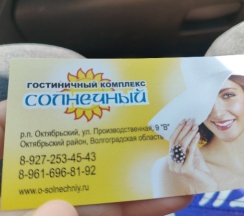 ГОСТИНИЧНЫЙ КОМПЛЕКС
СОЛНЕЧНЫЙ
р.п. Октябрьский, ул. Производственная, 9 "В"
Октябрьский район, Волгоградская область
8-927-253-45-43
8-961-696-81-92
www.o-solnechniy.ru